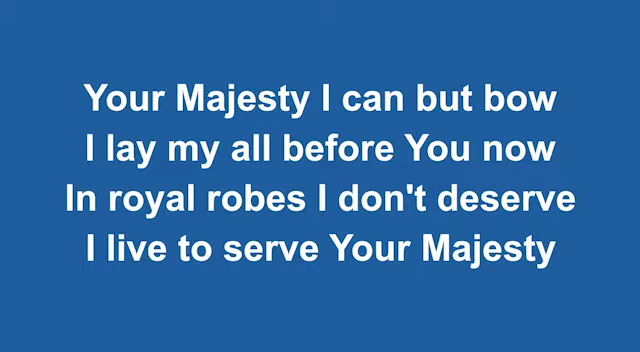 Your Majesty I can but bow
I lay my all before You now
In royal robes I don't deserve
I live to serve Your Majesty